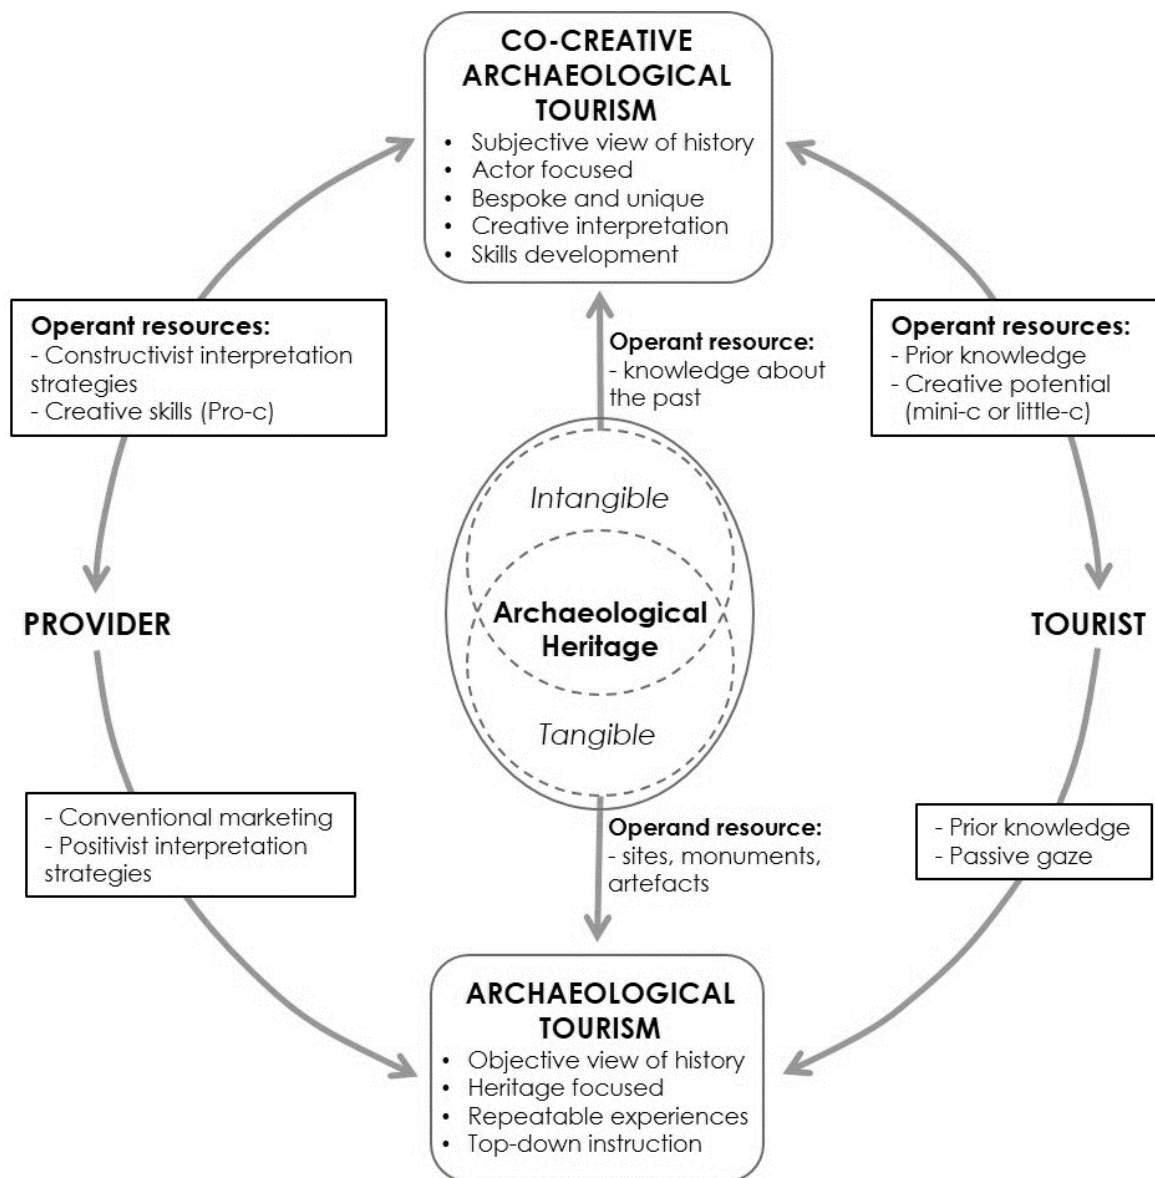 CO-CREATIVE
ARCHAEOLOGICAL
TOURISM
• Subjective view of history
• Actor focused
• Bespoke and unique
• Creative interpretation
• Skills development
Operant resources:
- Constructivist interpretation
strategies
- Creative skills (Pro-c)
Operant resource:
- knowledge about
the past
Operant resources:
- Prior knowledge
- Creative potential
(mini-c or little-c)
Intangible
Archaeological
Heritage
Tangible
PROVIDER
TOURIST
- Conventional marketing
- Positivist interpretation
strategies
Operand resource:
- sites, monuments,
artefacts
- Prior knowledge
- Passive gaze
ARCHAEOLOGICAL
TOURISM
• Objective view of history
• Heritage focused
• Repeatable experiences
• Top-down instruction